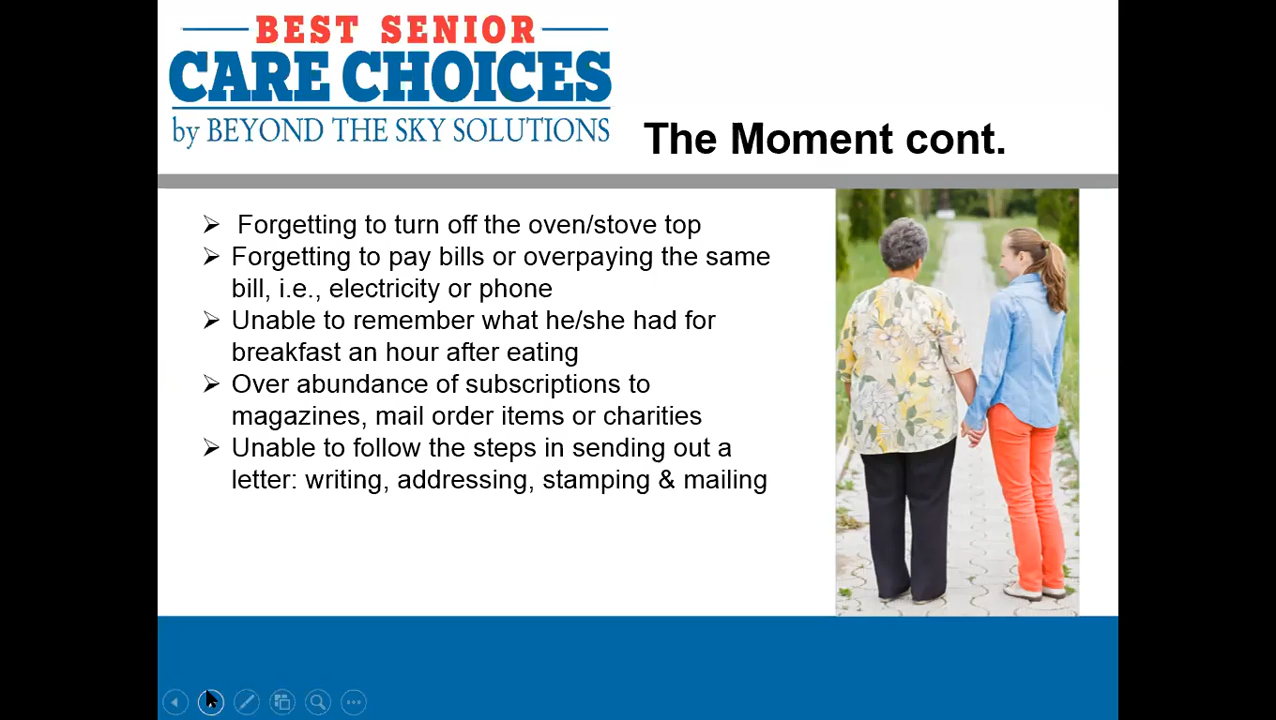 BEST SENIOR
CARE CHOICES
by BEYOND THE SKY SOLUTIONS
The Moment cont.
Forgetting to turn off the oven/stove top
Forgetting to pay bills or overpaying the same
bill, i.e., electricity or phone
Unable to remember what he/she had for
breakfast an hour after eating
Over abundance of subscriptions to
magazines, mail order items or charities
Unable to follow the steps in sending out a
letter: writing, addressing, stamping & mailing